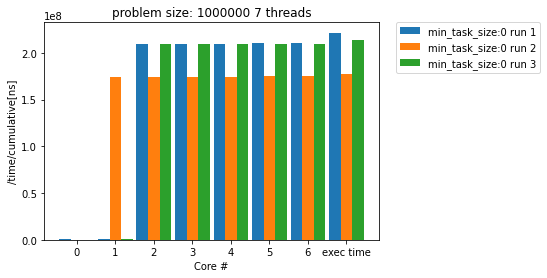 problem size: 1000000 7 threads
1e8
2.0
1.5
1.0
0.5
0.0
/time/cumulative[ns]
0 1 2 3 4 5 6 exec time
Core #
min_task_size:0 run 1
min_task_size:0 run 2
min_task_size:0 run 3